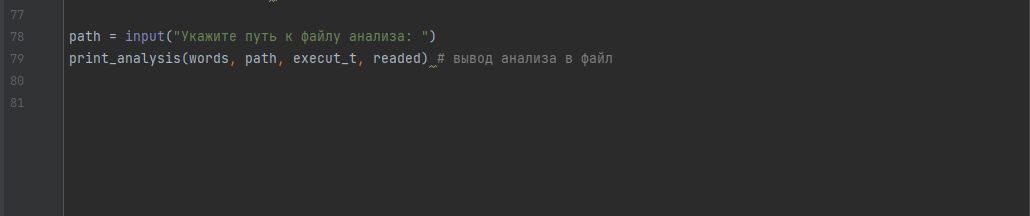 77
78 path = input("Укажите путь к файлу анализа: ")
79 print_analysis(words, path, execut_t, readed) # вывод анализа в файл
80
81